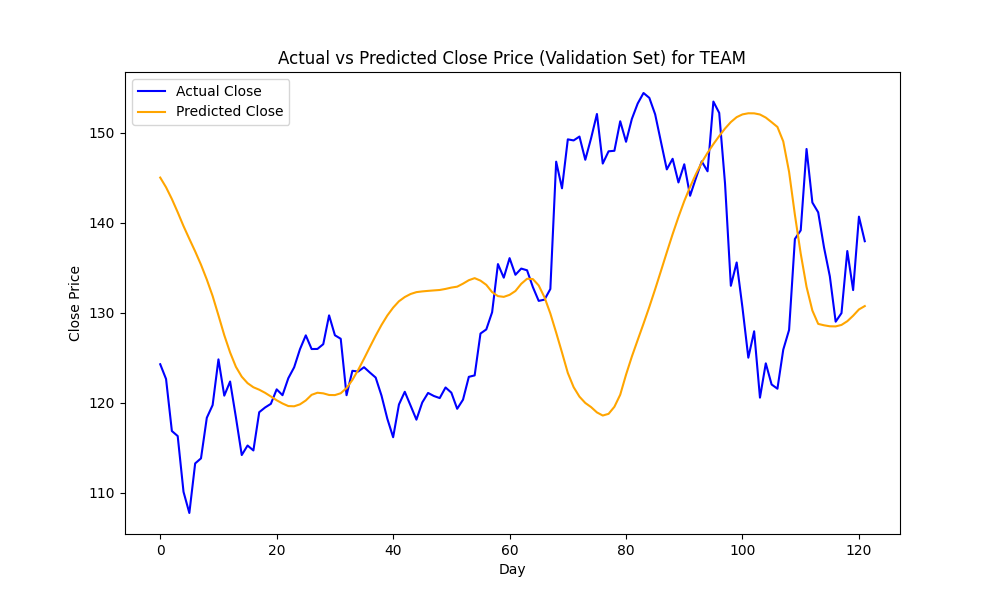 Actual vs Predicted Close Price (Validation Set) for TEAM
Actual Close
Predicted Close
150
140
130
120
110
Close Price
0 20 40 60 80 100 120
Day